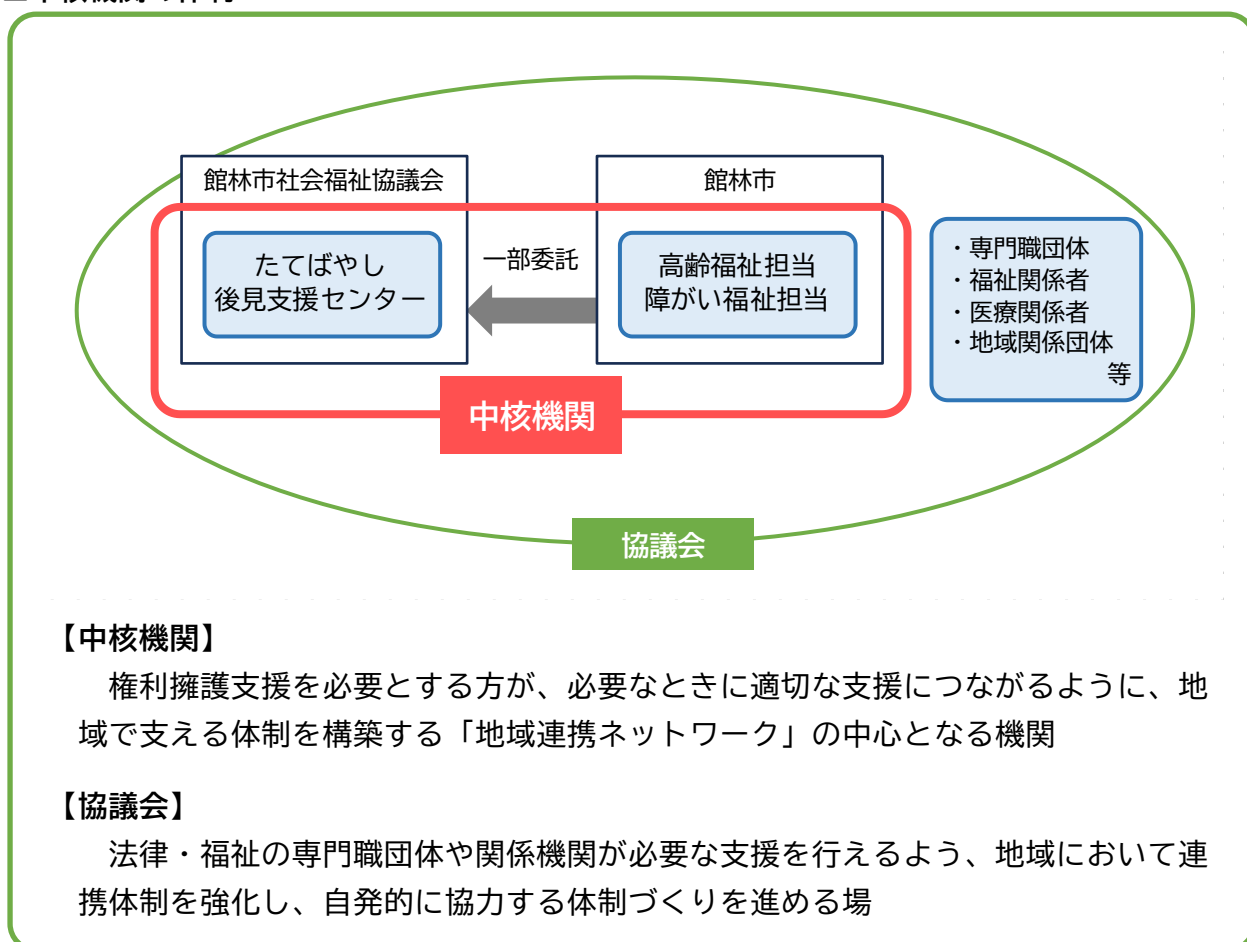 館林市社会福祉協議会
館林市
たてばやし
後見支援センター
一部委託
高齢福祉担当
障がい福祉担当
・専門職団体
・福祉関係者
・医療関係者
・地域関係団体
等
中核機関
協議会
【中核機関】
権利擁護支援を必要とする方が、必要なときに適切な支援につながるように、地
域で支える体制を構築する「地域連携ネットワーク」の中心となる機関
【協議会】
法律・福祉の専門職団体や関係機関が必要な支援を行えるよう、地域において連
携体制を強化し、自発的に協力する体制づくりを進める場